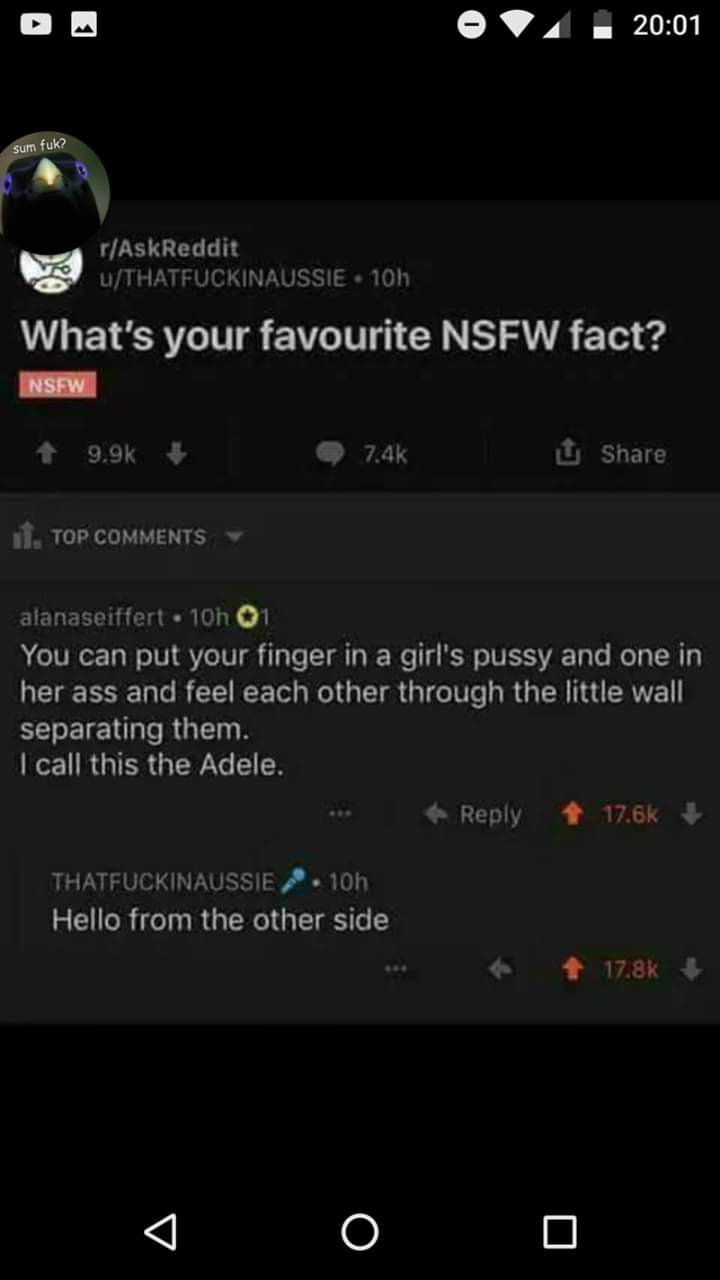 20:01
sum fuk?
r/AskReddit
u/THATFUCKINAUSSIE • 10h
What's your favourite NSFW fact?
NSFW
9.9k 7.4k Share
TOP COMMENTS
alanaseiffert • 10h 1
You can put your finger in a girl's pussy and one in
her ass and feel each other through the little wall
separating them.
I call this the Adele.
... Reply 17.6k
THATFUCKINAUSSIE • 10h
Hello from the other side
... 17.8k